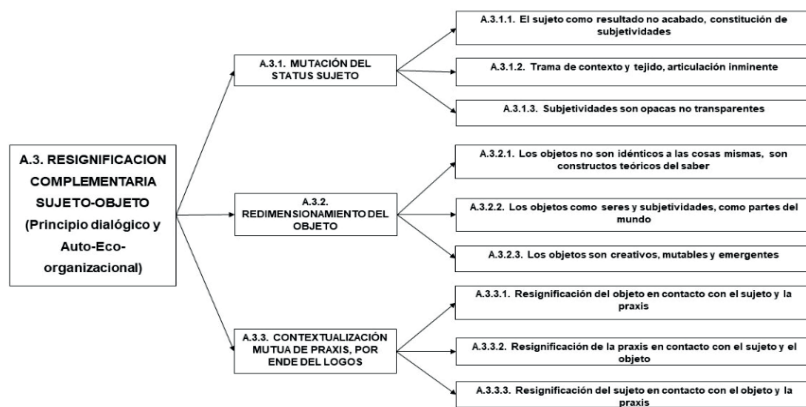 A.3. RESIGNIFICACION
COMPLEMENTARIA
SUJETO-OBJETO
(Principio dialógico y
Auto-Eco-
organizacional)
A.3.1. MUTACIÓN DEL
STATUS SUJETO
A.3.1.1. El sujeto como resultado no acabado, constitución de
subjetividades
A.3.1.2. Trama de contexto y tejido, articulación inminente
A.3.1.3. Subjetividades son opacas no transparentes
A.3.2.
REDIMENSIONAMIENTO DEL
OBJETO
A.3.2.1. Los objetos no son idénticos a las cosas mismas, son
constructos teóricos del saber
A.3.2.2. Los objetos como seres y subjetividades, como partes del
mundo
A.3.2.3. Los objetos son creativos, mutables y emergentes
A.3.3. CONTEXTUALIZACIÓN
MUTUA DE PRAXIS, POR
ENDE DEL LOGOS
A.3.3.1. Resignificación del objeto en contacto con el sujeto y la
praxis
A.3.3.2. Resignificación de la praxis en contacto con el sujeto y el
objeto
A.3.3.3. Resignificación del sujeto en contacto con el objeto y la
praxis